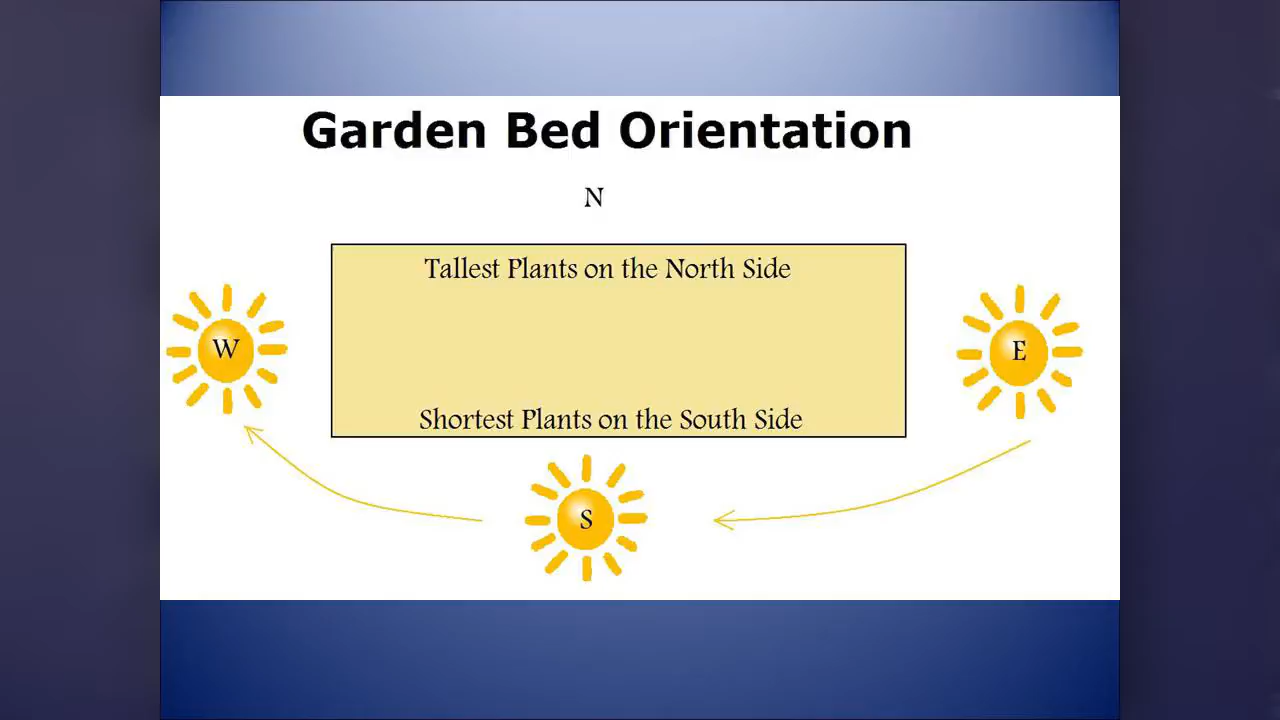 Garden Bed Orientation
N
Tallest Plants on the North Side
W
E
Shortest Plants on the South Side
S